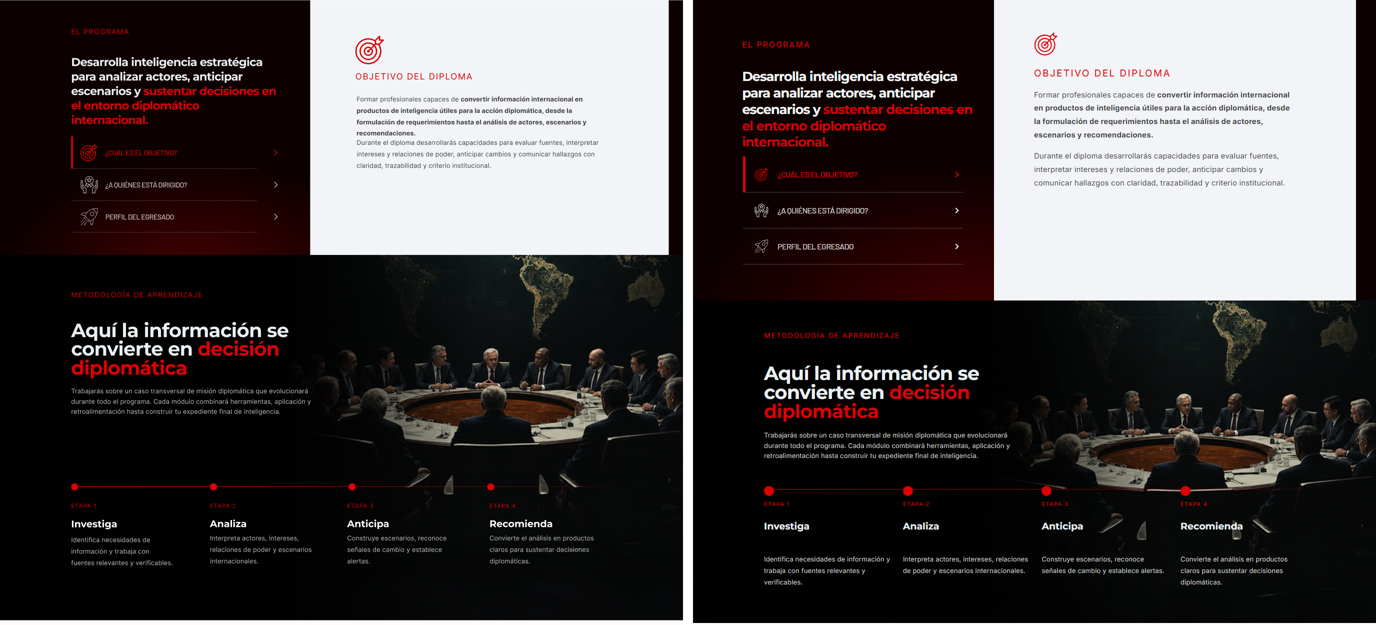 EL PROGRAMA
Desarrolla inteligencia estratégica
para analizar actores, anticipar
escenarios y sustentar decisiones en
el entorno diplomático
internacional.
¿CUÁL ES EL OBJETIVO?
¿A QUIÉNES ESTÁ DIRIGIDO?
PERFIL DEL EGRESADO
OBJETIVO DEL DIPLOMA
Formar profesionales capaces de convertir información internacional en
productos de inteligencia útiles para la acción diplomática, desde la
formulación de requerimientos hasta el análisis de actores, escenarios y
recomendaciones.
Durante el diploma desarrollarás capacidades para evaluar fuentes, interpretar
intereses y relaciones de poder, anticipar cambios y comunicar hallazgos con
claridad, trazabilidad y criterio institucional.
METODOLOGÍA DE APRENDIZAJE
Aquí la información se
convierte en decisión
diplomática
Trabajarás sobre un caso transversal de misión diplomática que evolucionará
durante todo el programa. Cada módulo combinará herramientas, aplicación y
retroalimentación hasta construir tu expediente final de inteligencia.
ETAPA 1
Investiga
Identifica necesidades de
información y trabaja con
fuentes relevantes y verificables.
ETAPA 2
Analiza
Interpreta actores, intereses,
relaciones de poder y escenarios
internacionales.
ETAPA 3
Anticipa
Construye escenarios, reconoce
señales de cambio y establece
alertas.
ETAPA 4
Recomienda
Convierte el análisis en productos
claros para sustentar decisiones
diplomáticas.
EL PROGRAMA
Desarrolla inteligencia estratégica
para analizar actores, anticipar
escenarios y sustentar decisiones en
el entorno diplomático
internacional.
¿CUÁL ES EL OBJETIVO?
¿A QUIÉNES ESTÁ DIRIGIDO?
PERFIL DEL EGRESADO
OBJETIVO DEL DIPLOMA
Formar profesionales capaces de convertir información internacional
en productos de inteligencia útiles para la acción diplomática, desde
la formulación de requerimientos hasta el análisis de actores,
escenarios y recomendaciones.
Durante el diploma desarrollarás capacidades para evaluar fuentes,
interpretar intereses y relaciones de poder, anticipar cambios y
comunicar hallazgos con claridad, trazabilidad y criterio institucional.
METODOLOGÍA DE APRENDIZAJE
Aquí la información se
convierte en decisión
diplomática
Trabajarás sobre un caso transversal de misión diplomática que evolucionará
durante todo el programa. Cada módulo combinará herramientas, aplicación y
retroalimentación hasta construir tu expediente final de inteligencia.
ETAPA 1
Investiga
Identifica necesidades de información y
trabaja con fuentes relevantes y
verificables.
ETAPA 2
Analiza
Interpreta actores, intereses, relaciones
de poder y escenarios internacionales.
ETAPA 3
Anticipa
Construye escenarios, reconoce
señales de cambio y establece alertas.
ETAPA 4
Recomienda
Convierte el análisis en productos
claros para sustentar decisiones
diplomáticas.